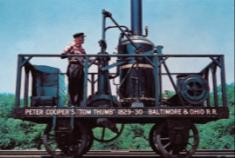 PETER COOPER'S "TOM THUMB" 1829-30 - BALTIMORE & OHIO R.R.